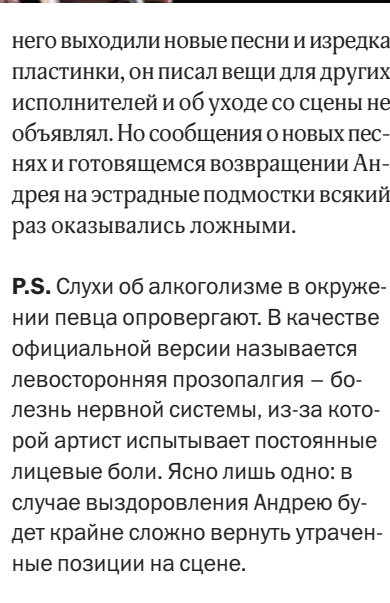 него выходили новые песни и изредка
пластинки, он писал вещи для других
исполнителей и об уходе со сцены не
объявлял. Но сообщения о новых пес-
нях и готовящемся возвращении Ан-
дрея на эстрадные подмостки всякий
раз оказывались ложными.
P.S. Слухи об алкоголизме в окруже-
нии певца опровергают. В качестве
официальной версии называется
левосторонняя прозопалгия – бо-
лезнь нервной системы, из-за кото-
рой артист испытывает постоянные
лицевые боли. Ясно лишь одно: в
случае выздоровления Андрею бу-
дет крайне сложно вернуть утрачен-
ные позиции на сцене.